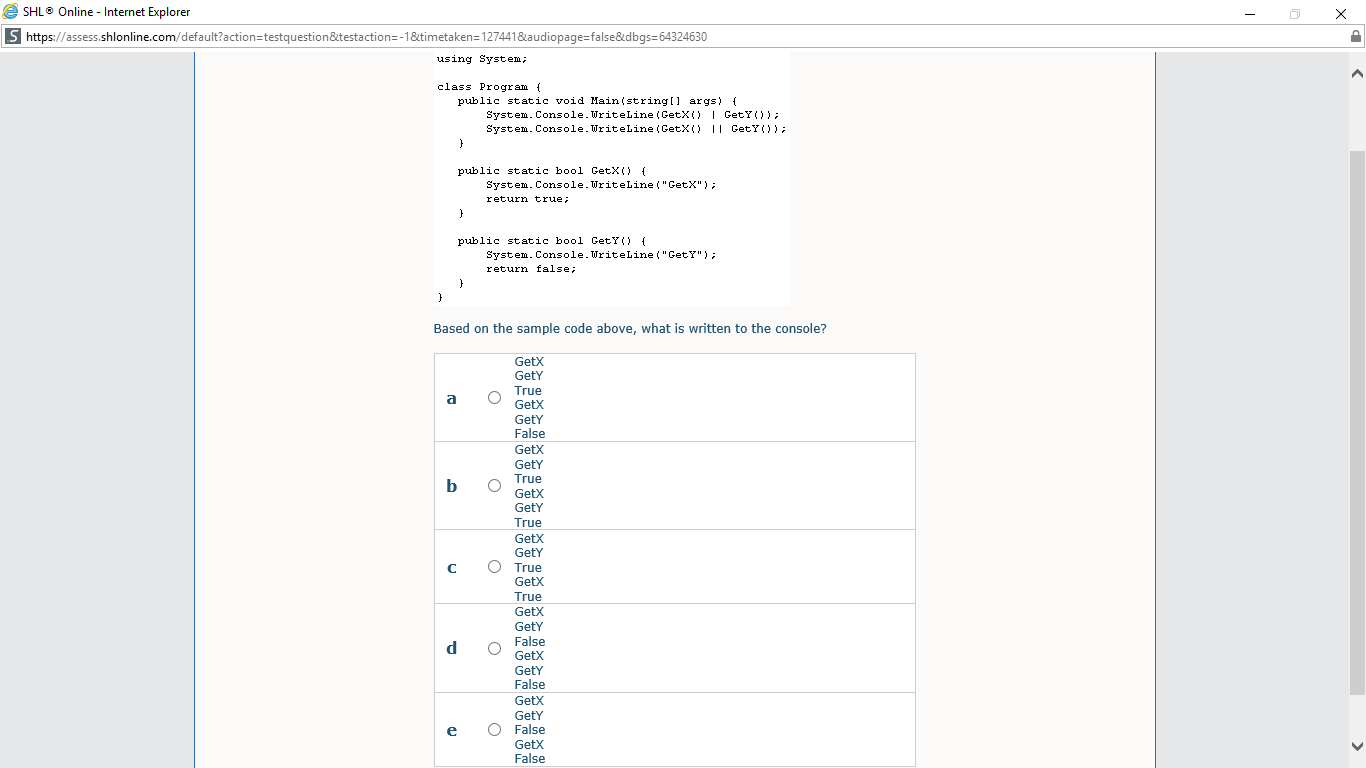 SHL® Online - Internet Explorer
https://assess.shlonline.com/default?action=testquestion&testaction=-1&timetaken=127441&audiopage=false&dbgs=64324630
using System;
class Program {
public static void Main(string[] args) {
System.Console.WriteLine(GetX() | GetY());
System.Console.WriteLine(GetX() || GetY());
}
public static bool GetX() {
System.Console.WriteLine("GetX");
return true;
}
public static bool GetY() {
System.Console.WriteLine("GetY");
return false;
}
}
Based on the sample code above, what is written to the console?
a
GetX
GetY
True
GetX
GetY
False
b
GetX
GetY
True
GetX
GetY
True
c
GetX
GetY
True
GetX
True
d
GetX
GetY
False
GetX
GetY
False
e
GetX
GetY
False
GetX
False